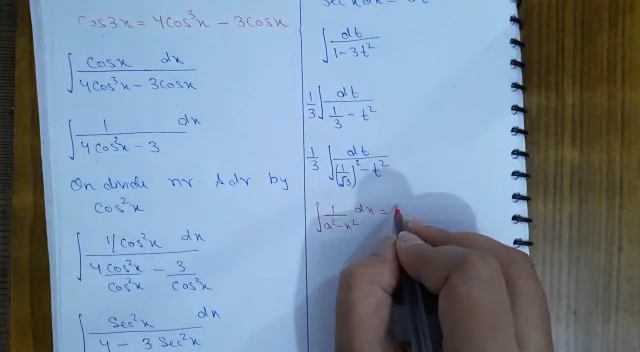 cos3x = 4cos³x - 3cosx
∫ cosx dx / 4cos³x - 3cosx
∫ 1 / 4cos²x - 3 dx
On divide nr. & dr by
cos²x
∫ 1/cos²x / 4cos²x/cos²x - 3/cos²x dx
∫ Sec²x / 4 - 3 Sec²x dx
∫ dt / 1 - 3t²
1/3 ∫ dt / 1/3 - t²
1/3 ∫ dt / (1/√3)² - t²
∫ 1 / a² - x² dx =